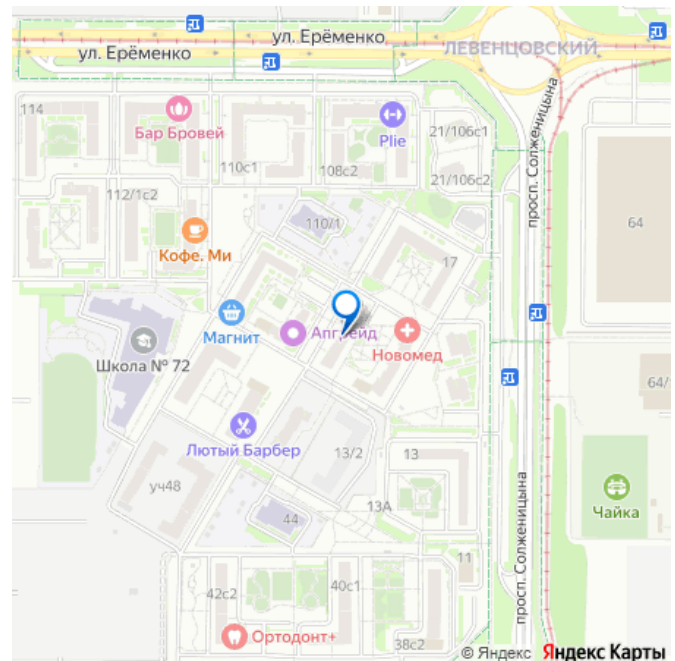 ул. Ерёменко
ул. Ерёменко
ЛЕВЕНЦОВСКИЙ
114
Бар Бровей
110с1
108с2
Plie
21/106с1
21/106с2
просп. Солженицына
112/1с2
110/1
Кофе. Ми
17
64
Магнит
Апгрейд
Новомед
Школа № 72
64/
Лютый Барбер
13/2
13
уч48
13А
Чайка
44
просп. Солженицына
11
42с2
40с1
Ортодонт+
38с2
© Яндекс Яндекс Карты